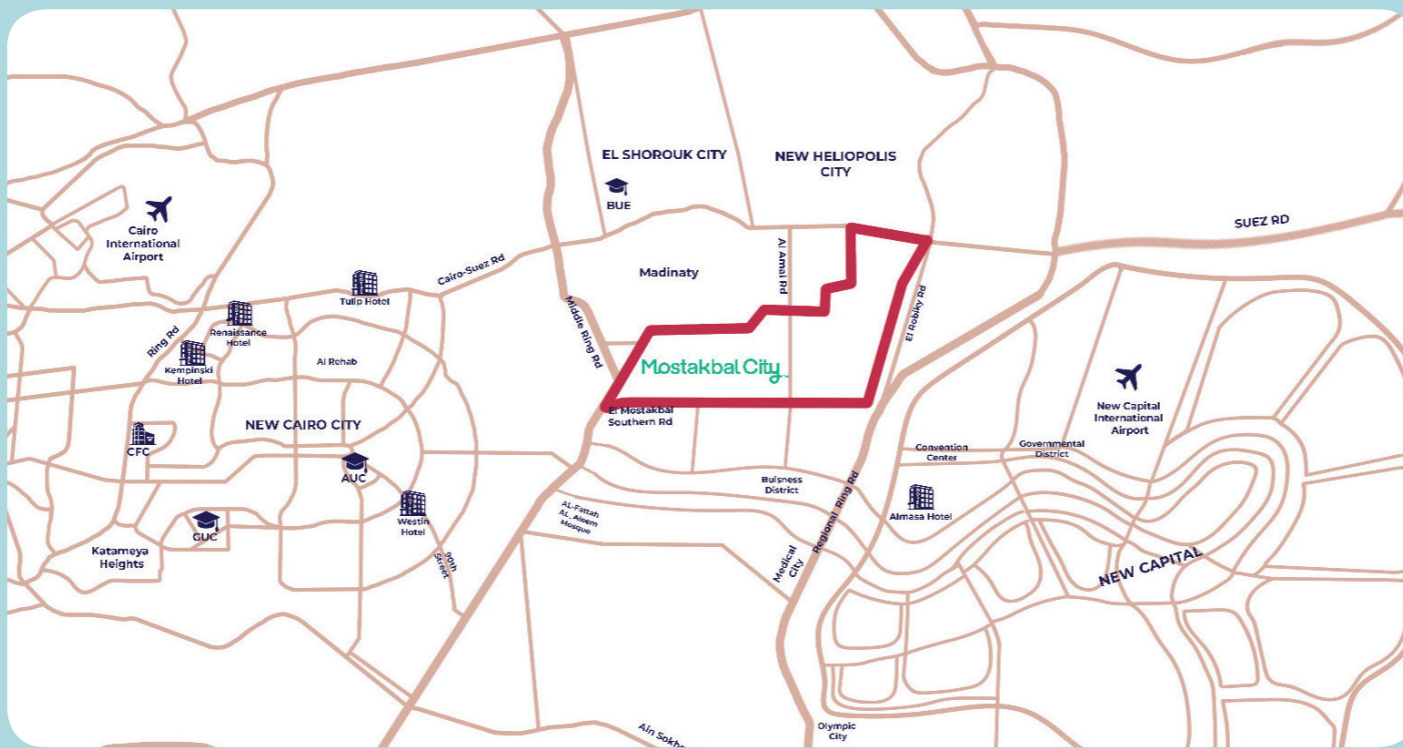 EL SHOROUK CITY
NEW HELIOPOLIS
CITY
BUE
Cairo
International
Airport
SUEZ RD
Madinaty
Al Amal Rd
Cairo-Suez Rd
Tulip Hotel
Middle Ring Rd
El Robiky Rd
Renaissance
Hotel
Ring Rd
Kempinski
Hotel
Al Rehab
Mostakbal City
El Mostakbal
Southern Rd
New Capital
International
Airport
NEW CAIRO CITY
CFC
AUC
Convention
Center
Governmental
District
Buisness
District
Regional Ring Rd
Almasa Hotel
Westin
Hotel
AL-Fattah
AL_Aleem
Mosque
GUC
Katameya
Heights
90th
Street
Medical
City
NEW CAPITAL
Olympic
City
Ain Sokh